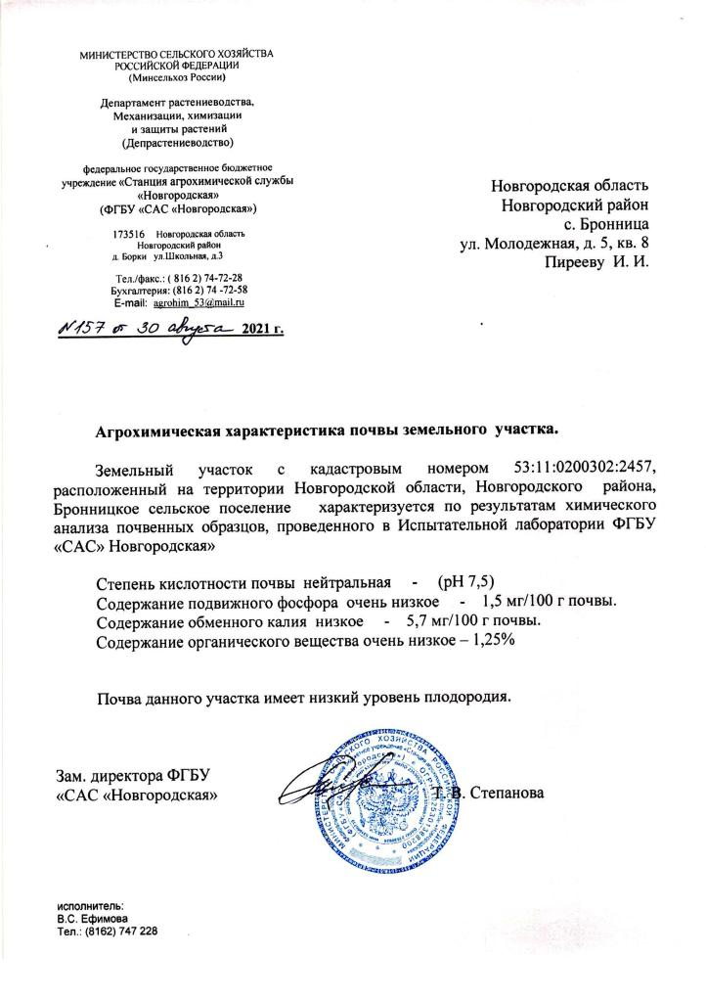 МИНИСТЕРСТВО СЕЛЬСКОГО ХОЗЯЙСТВА
РОССИЙСКОЙ ФЕДЕРАЦИИ
(Минсельхоз России)
Департамент растениеводства,
Механизации, химизации
и защиты растений
(Депрастениеводство)
федеральное государственное бюджетное
учреждение «Станция агрохимической службы
«Новгородская»
(ФГБУ «САС «Новгородская»)
173516 Новгородская область
Новгородский район
д. Борки ул.Школьная, д.3
Тел./факс.: ( 816 2) 74-72-28
Бухгалтерия: (816 2) 74 -72-58
E-mail: agrohim_53@mail.ru
№157 от 30 августа 2021 г.
Новгородская область
Новгородский район
с. Бронница
ул. Молодежная, д. 5, кв. 8
Пирееву И. И.
Агрохимическая характеристика почвы земельного участка.
Земельный участок с кадастровым номером 53:11:0200302:2457,
расположенный на территории Новгородской области, Новгородского района,
Бронницкое сельское поселение характеризуется по результатам химического
анализа почвенных образцов, проведенного в Испытательной лаборатории ФГБУ
«САС» Новгородская»
Степень кислотности почвы нейтральная - (рН 7,5)
Содержание подвижного фосфора очень низкое - 1,5 мг/100 г почвы.
Содержание обменного калия низкое - 5,7 мг/100 г почвы.
Содержание органического вещества очень низкое – 1,25%
Почва данного участка имеет низкий уровень плодородия.
Зам. директора ФГБУ
«САС «Новгородская»
Т. В. Степанова
МИНИСТЕРСТВО СЕЛЬСКОГО ХОЗЯЙСТВА РОССИЙСКОЙ ФЕДЕРАЦИИ
исполнитель:
В.С. Ефимова
Тел.: (8162) 747 228